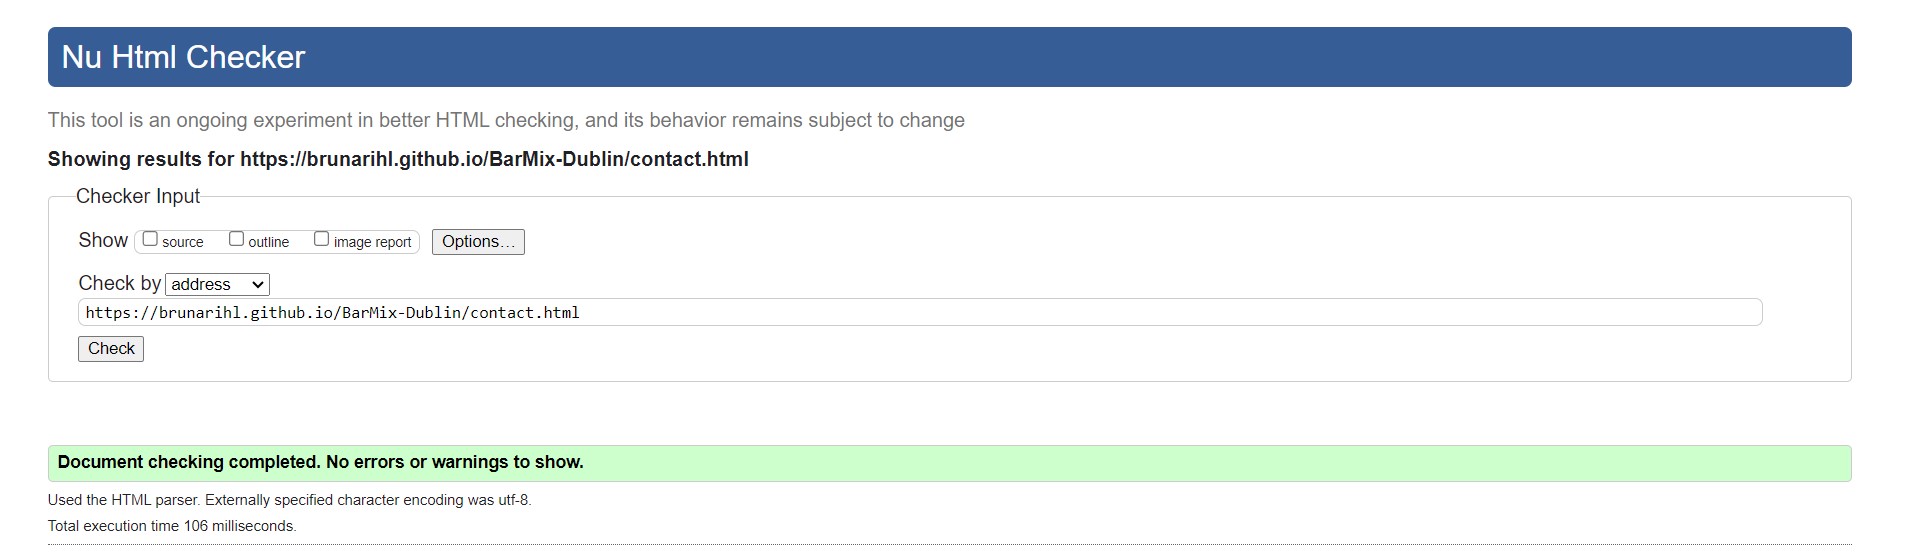 Nu Html Checker
This tool is an ongoing experiment in better HTML checking, and its behavior remains subject to change
Showing results for https://brunarihl.github.io/BarMix-Dublin/contact.html
Checker Input
Show source outline image report Options...
Check by address
https://brunarihl.github.io/BarMix-Dublin/contact.html
Check
Document checking completed. No errors or warnings to show.
Used the HTML parser. Externally specified character encoding was utf-8.
Total execution time 106 milliseconds.